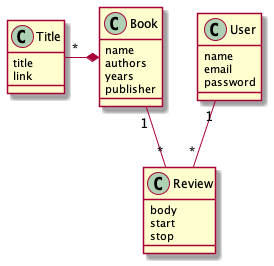 C Title
title
link
*
C Book
name
authors
years
publisher
C User
name
email
password
1
*
1
*
C Review
body
start
stop